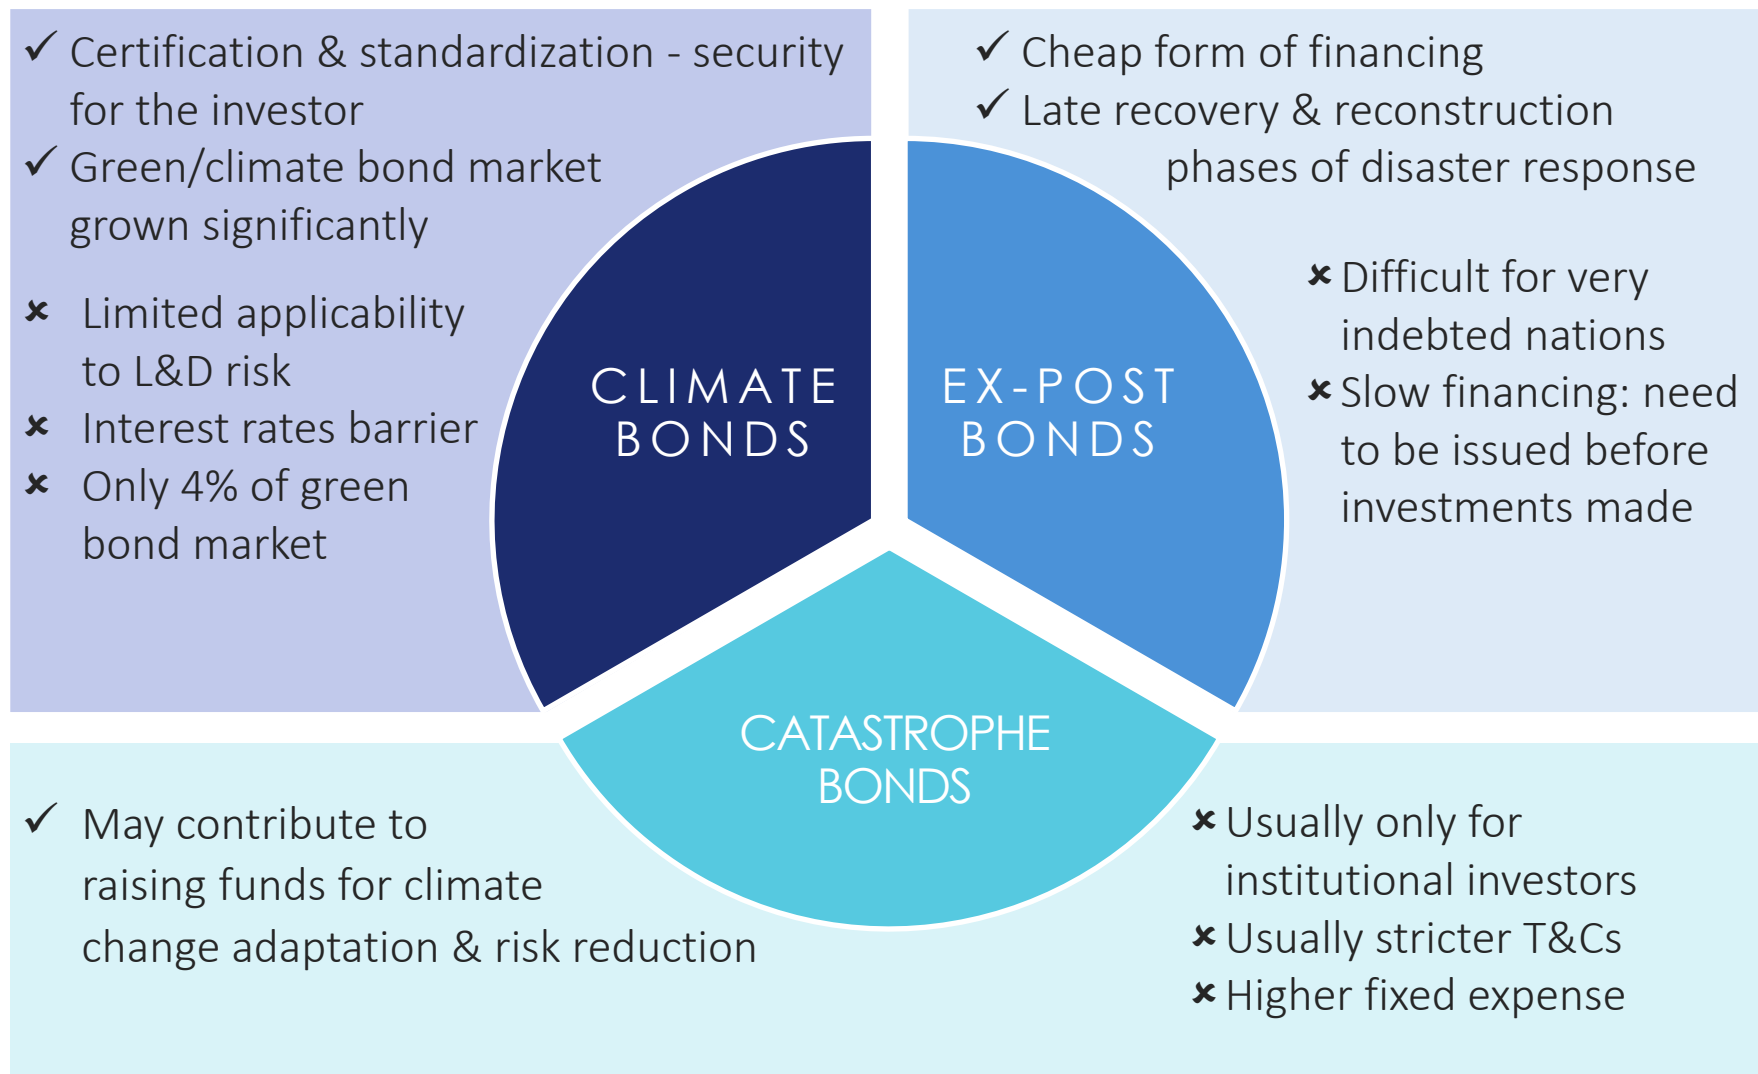 ✓ Certification & standardization - security
for the investor
✓ Green/climate bond market
grown significantly
✘ Limited applicability
to L&D risk
✘ Interest rates barrier
✘ Only 4% of green
bond market
CLIMATE
BONDS
✓ Cheap form of financing
✓ Late recovery & reconstruction
phases of disaster response
✘ Difficult for very
indebted nations
✘ Slow financing: need
to be issued before
investments made
EX-POST
BONDS
CATASTROPHE
BONDS
✓ May contribute to
raising funds for climate
change adaptation & risk reduction
✘ Usually only for
institutional investors
✘ Usually stricter T&Cs
✘ Higher fixed expense